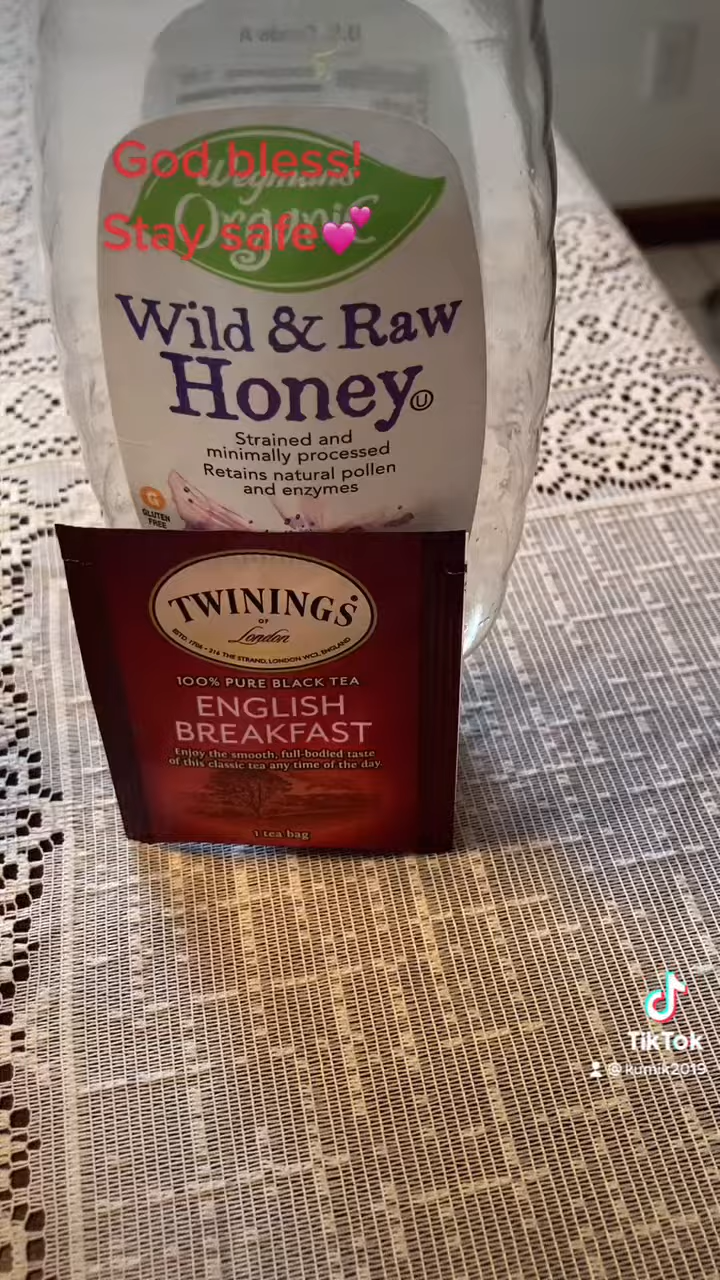 God bless!
Stay safe💕
Wegmans
Organic
Wild & Raw
Honey
U
Strained and
minimally processed
Retains natural pollen
and enzymes
G
GLUTEN
FREE
TWININGS
OF
London
ESTD. 1706 • 216 THE STRAND, LONDON WC2, ENGLAND
100% PURE BLACK TEA
ENGLISH
BREAKFAST
Enjoy the smooth, full-bodied taste
of this classic tea any time of the day.
1 tea bag
TikTok
@kumik2019